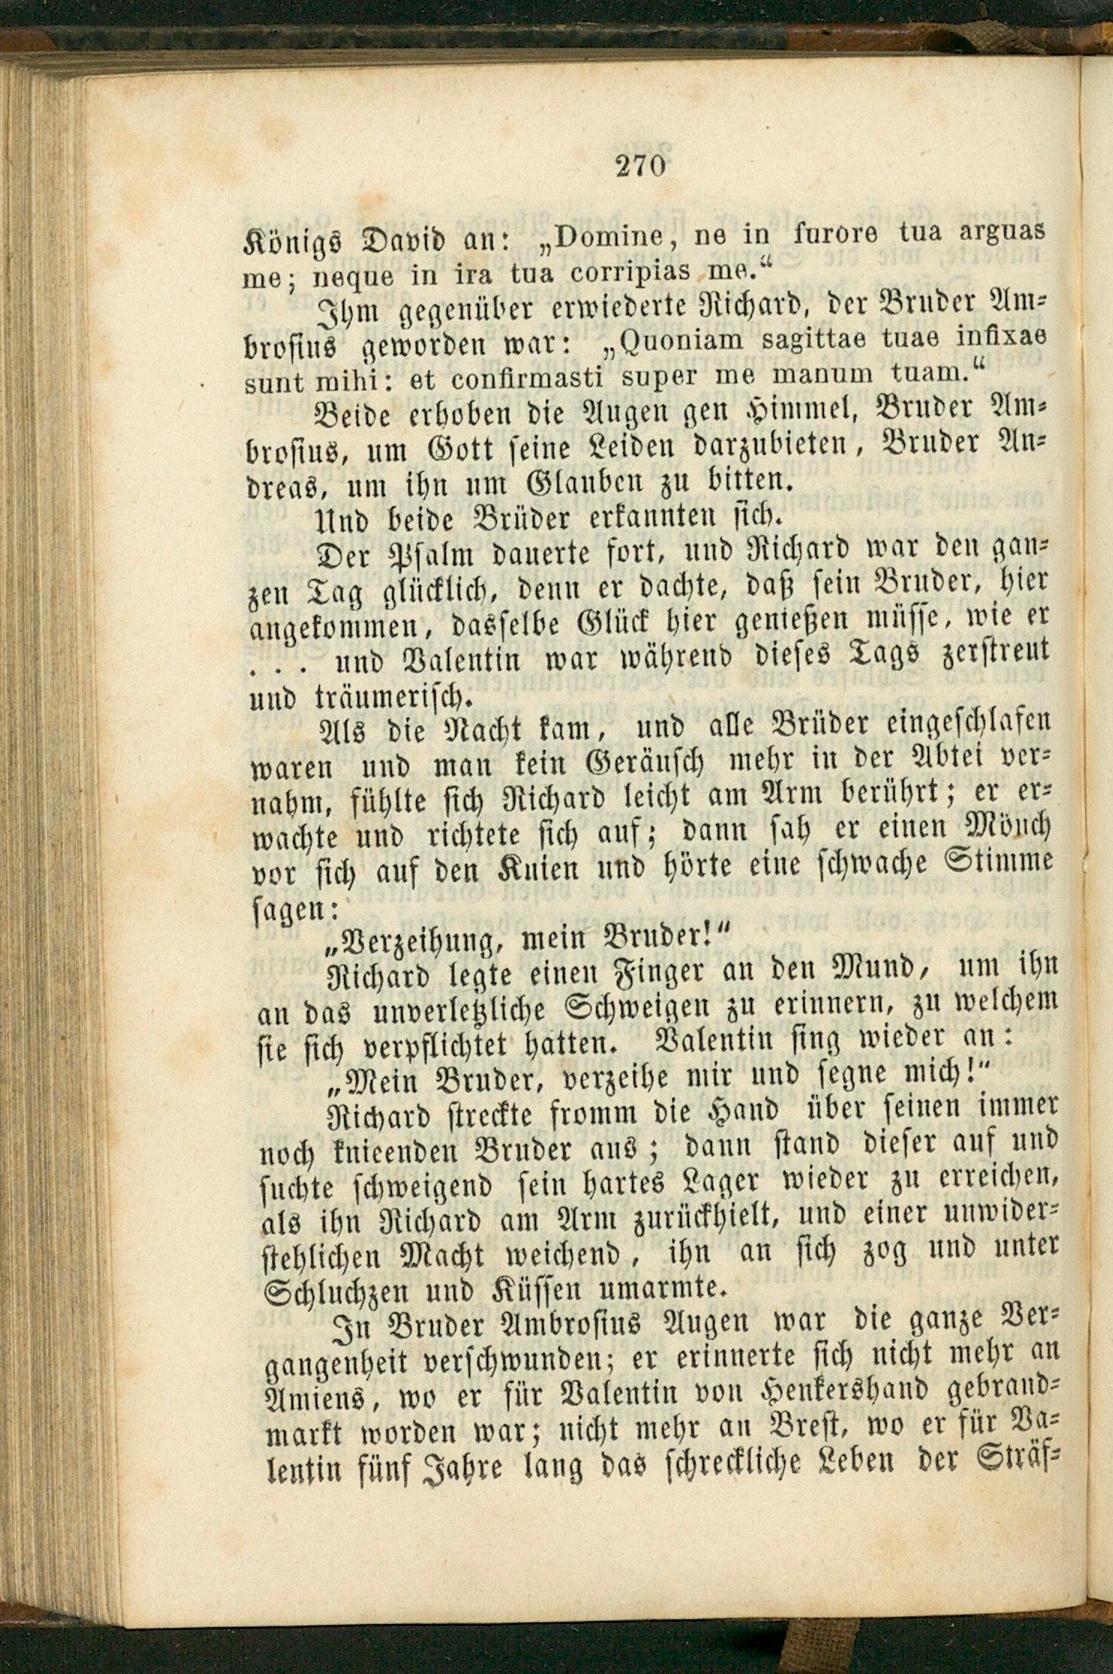 270
Königs David an: „Domine, ne in furore tua arguas
me; neque in ira tua corripias me.“
Ihm gegenüber erwiederte Richard, der Bruder Am-
brosius geworden war: „Quoniam sagittae tuae infixae
sunt mihi: et confirmasti super me manum tuam.“
Beide erhoben die Augen gen Himmel, Bruder Am-
brosius, um Gott seine Leiden darzubieten, Bruder An-
dreas, um ihn um Glauben zu bitten.
Und beide Brüder erkannten sich.
Der Psalm dauerte fort, und Richard war den gan-
zen Tag glücklich, denn er dachte, daß sein Bruder, hier
angekommen, dasselbe Glück hier genießen müsse, wie er
. . . und Valentin war während dieses Tags zerstreut
und träumerisch.
Als die Nacht kam, und alle Brüder eingeschlafen
waren und man kein Geräusch mehr in der Abtei ver-
nahm, fühlte sich Richard leicht am Arm berührt; er er-
wachte und richtete sich auf; dann sah er einen Mönch
vor sich auf den Knien und hörte eine schwache Stimme
sagen:
„Verzeihung, mein Bruder!“
Richard legte einen Finger an den Mund, um ihn
an das unverletzliche Schweigen zu erinnern, zu welchem
sie sich verpflichtet hatten. Valentin fing wieder an:
„Mein Bruder, verzeihe mir und segne mich!“
Richard streckte fromm die Hand über seinen immer
noch knieenden Bruder aus; dann stand dieser auf und
suchte schweigend sein hartes Lager wieder zu erreichen,
als ihn Richard am Arm zurückhielt, und einer unwider-
stehlichen Macht weichend, ihn an sich zog und unter
Schluchzen und Küssen umarmte.
In Bruder Ambrosius Augen war die ganze Ver-
gangenheit verschwunden; er erinnerte sich nicht mehr an
Amiens, wo er für Valentin von Henkershand gebrand-
markt worden war; nicht mehr an Brest, wo er für Va-
lentin fünf Jahre lang das schreckliche Leben der Sträf-